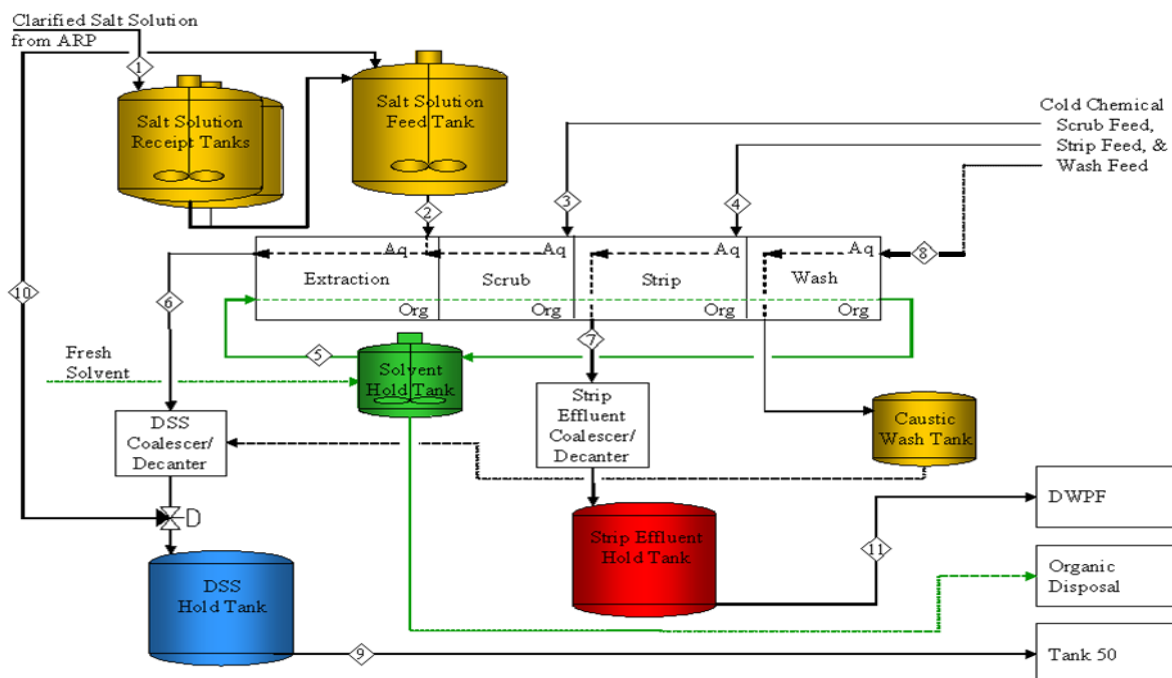 Clarified Salt Solution
from ARP
1
Salt Solution
Receipt Tanks
Salt Solution
Feed Tank
Cold Chemical
Scrub Feed,
Strip Feed, &
Wash Feed
2
3
4
Aq
Aq
Aq
Aq
8
Extraction
Scrub
Strip
Wash
Org
Org
Org
Org
10
6
5
7
Fresh
Solvent
Solvent
Hold Tank
DSS
Coalescer/
Decanter
Strip
Effluent
Coalescer/
Decanter
Caustic
Wash Tank
D
DWPF
Strip Effluent
Hold Tank
11
Organic
Disposal
DSS
Hold Tank
9
Tank 50